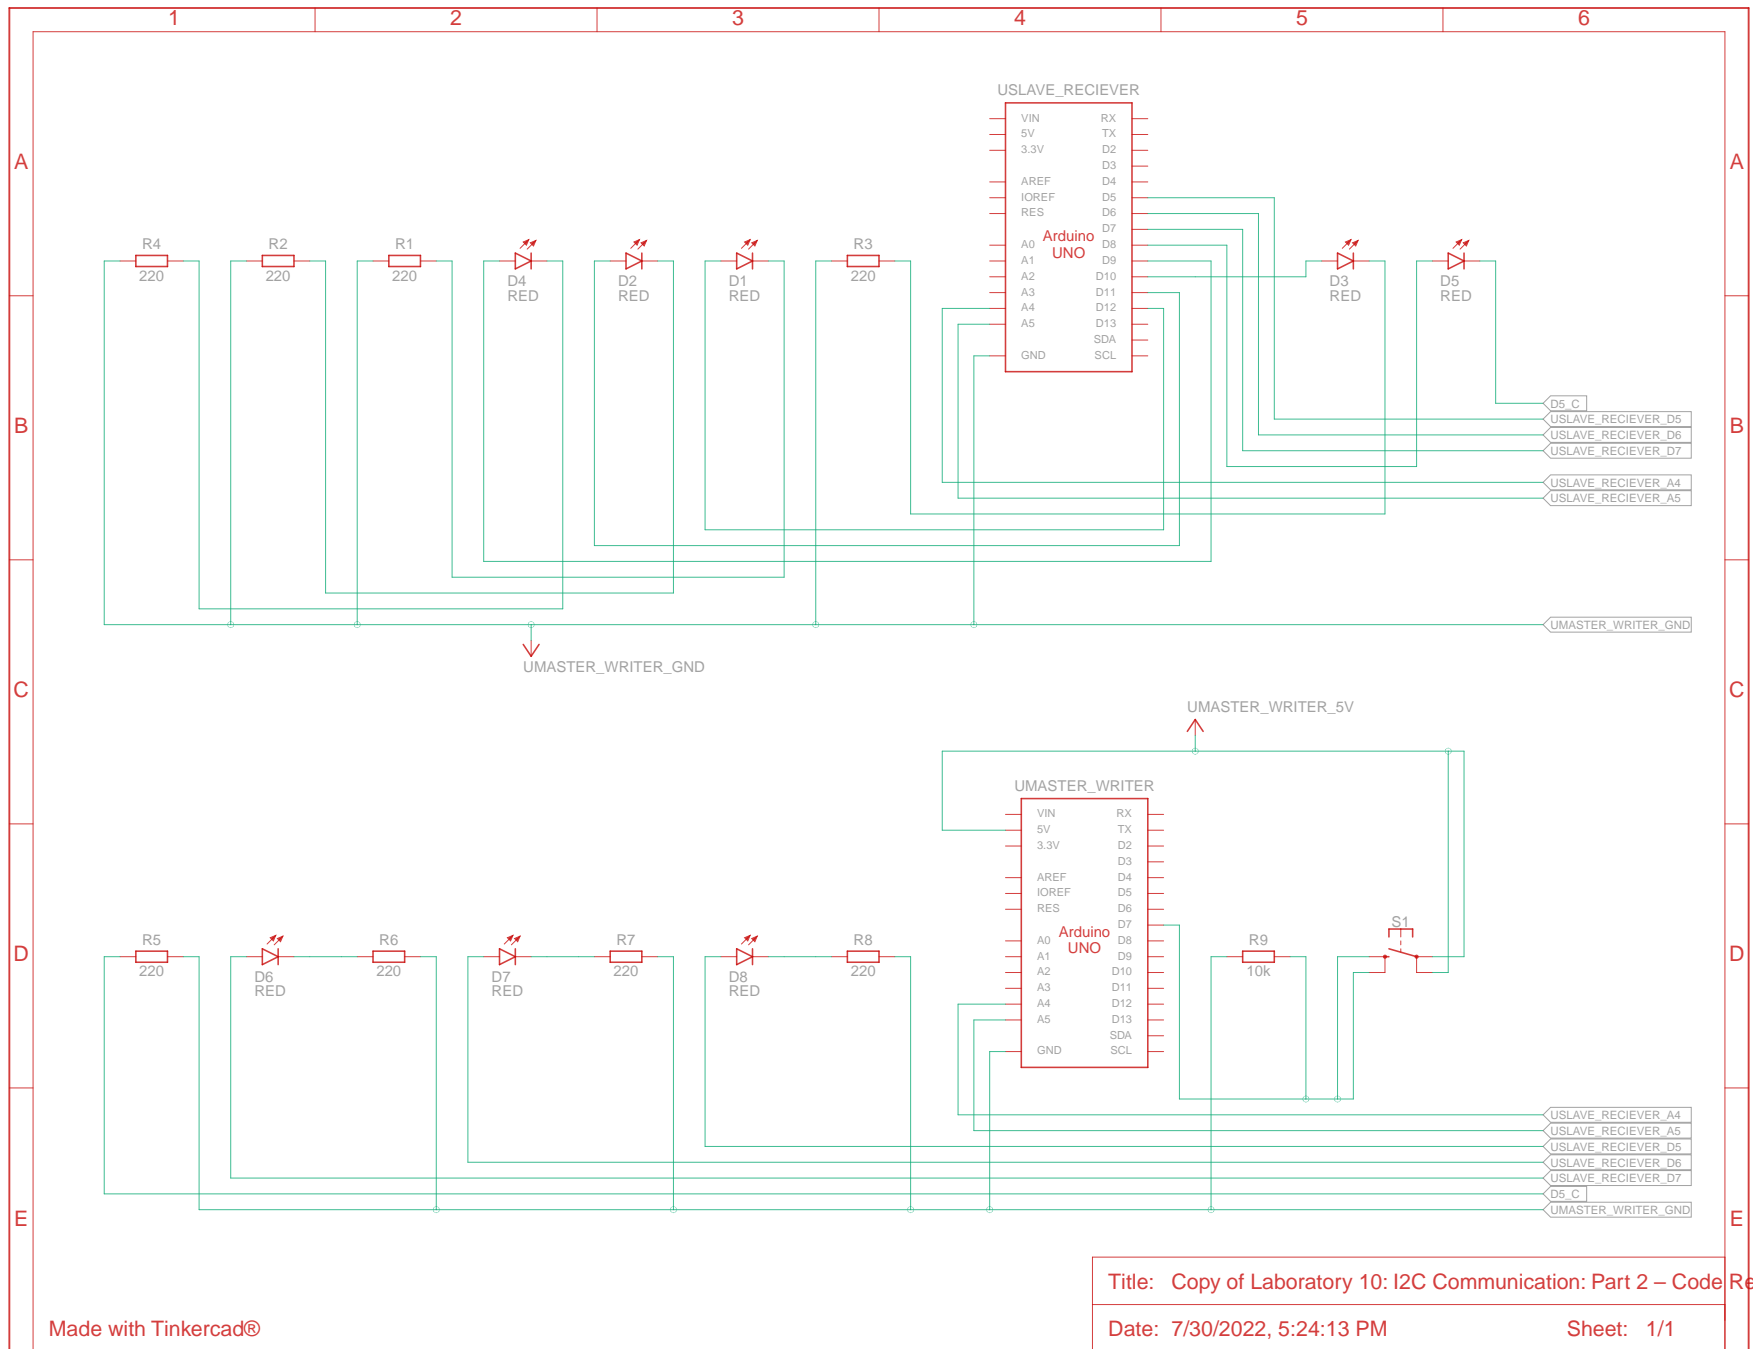 1 2 3 4 5 6
USLAVE_RECIEVER
VIN RX
5V TX
3.3V D2
D3
A AREF D4 A
IOREF D5
RES D6
D7
A0 Arduino D8
A1 UNO D9
A2 D10
A3 D11
A4 D12
A5 D13
SDA
GND SCL
R4 R2 R1 R3
220 220 220 220
D4 D2 D1 D3 D5
RED RED RED RED RED
D5_C
USLAVE_RECIEVER_D5
B USLAVE_RECIEVER_D6 B
USLAVE_RECIEVER_D7
USLAVE_RECIEVER_A4
USLAVE_RECIEVER_A5
UMASTER_WRITER_GND
UMASTER_WRITER_GND
C C
UMASTER_WRITER_5V
UMASTER_WRITER
VIN RX
5V TX
3.3V D2
D3
AREF D4
IOREF D5
RES D6
D7
A0 Arduino D8
A1 UNO D9
A2 D10
A3 D11
A4 D12
A5 D13
SDA
GND SCL
S1
R5 R6 R7 R8 R9
D D
220 220 220 220 10k
D6 D7 D8
RED RED RED
USLAVE_RECIEVER_A4
USLAVE_RECIEVER_A5
USLAVE_RECIEVER_D5
USLAVE_RECIEVER_D6
USLAVE_RECIEVER_D7
D5_C
UMASTER_WRITER_GND
E E
Title: Copy of Laboratory 10: I2C Communication: Part 2 – Code Re
Made with Tinkercad®
Date: 7/30/2022, 5:24:13 PM Sheet: 1/1